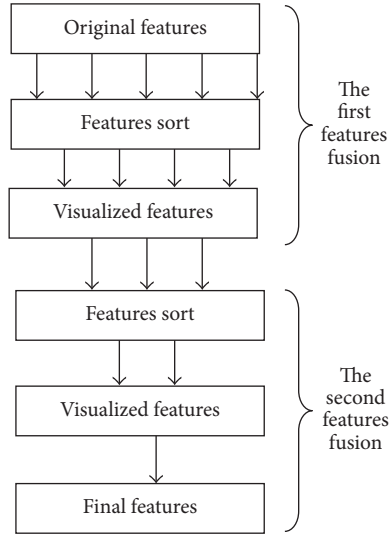 Original features
Features sort
Visualized features
The
first
features
fusion
Features sort
Visualized features
Final features
The
second
features
fusion